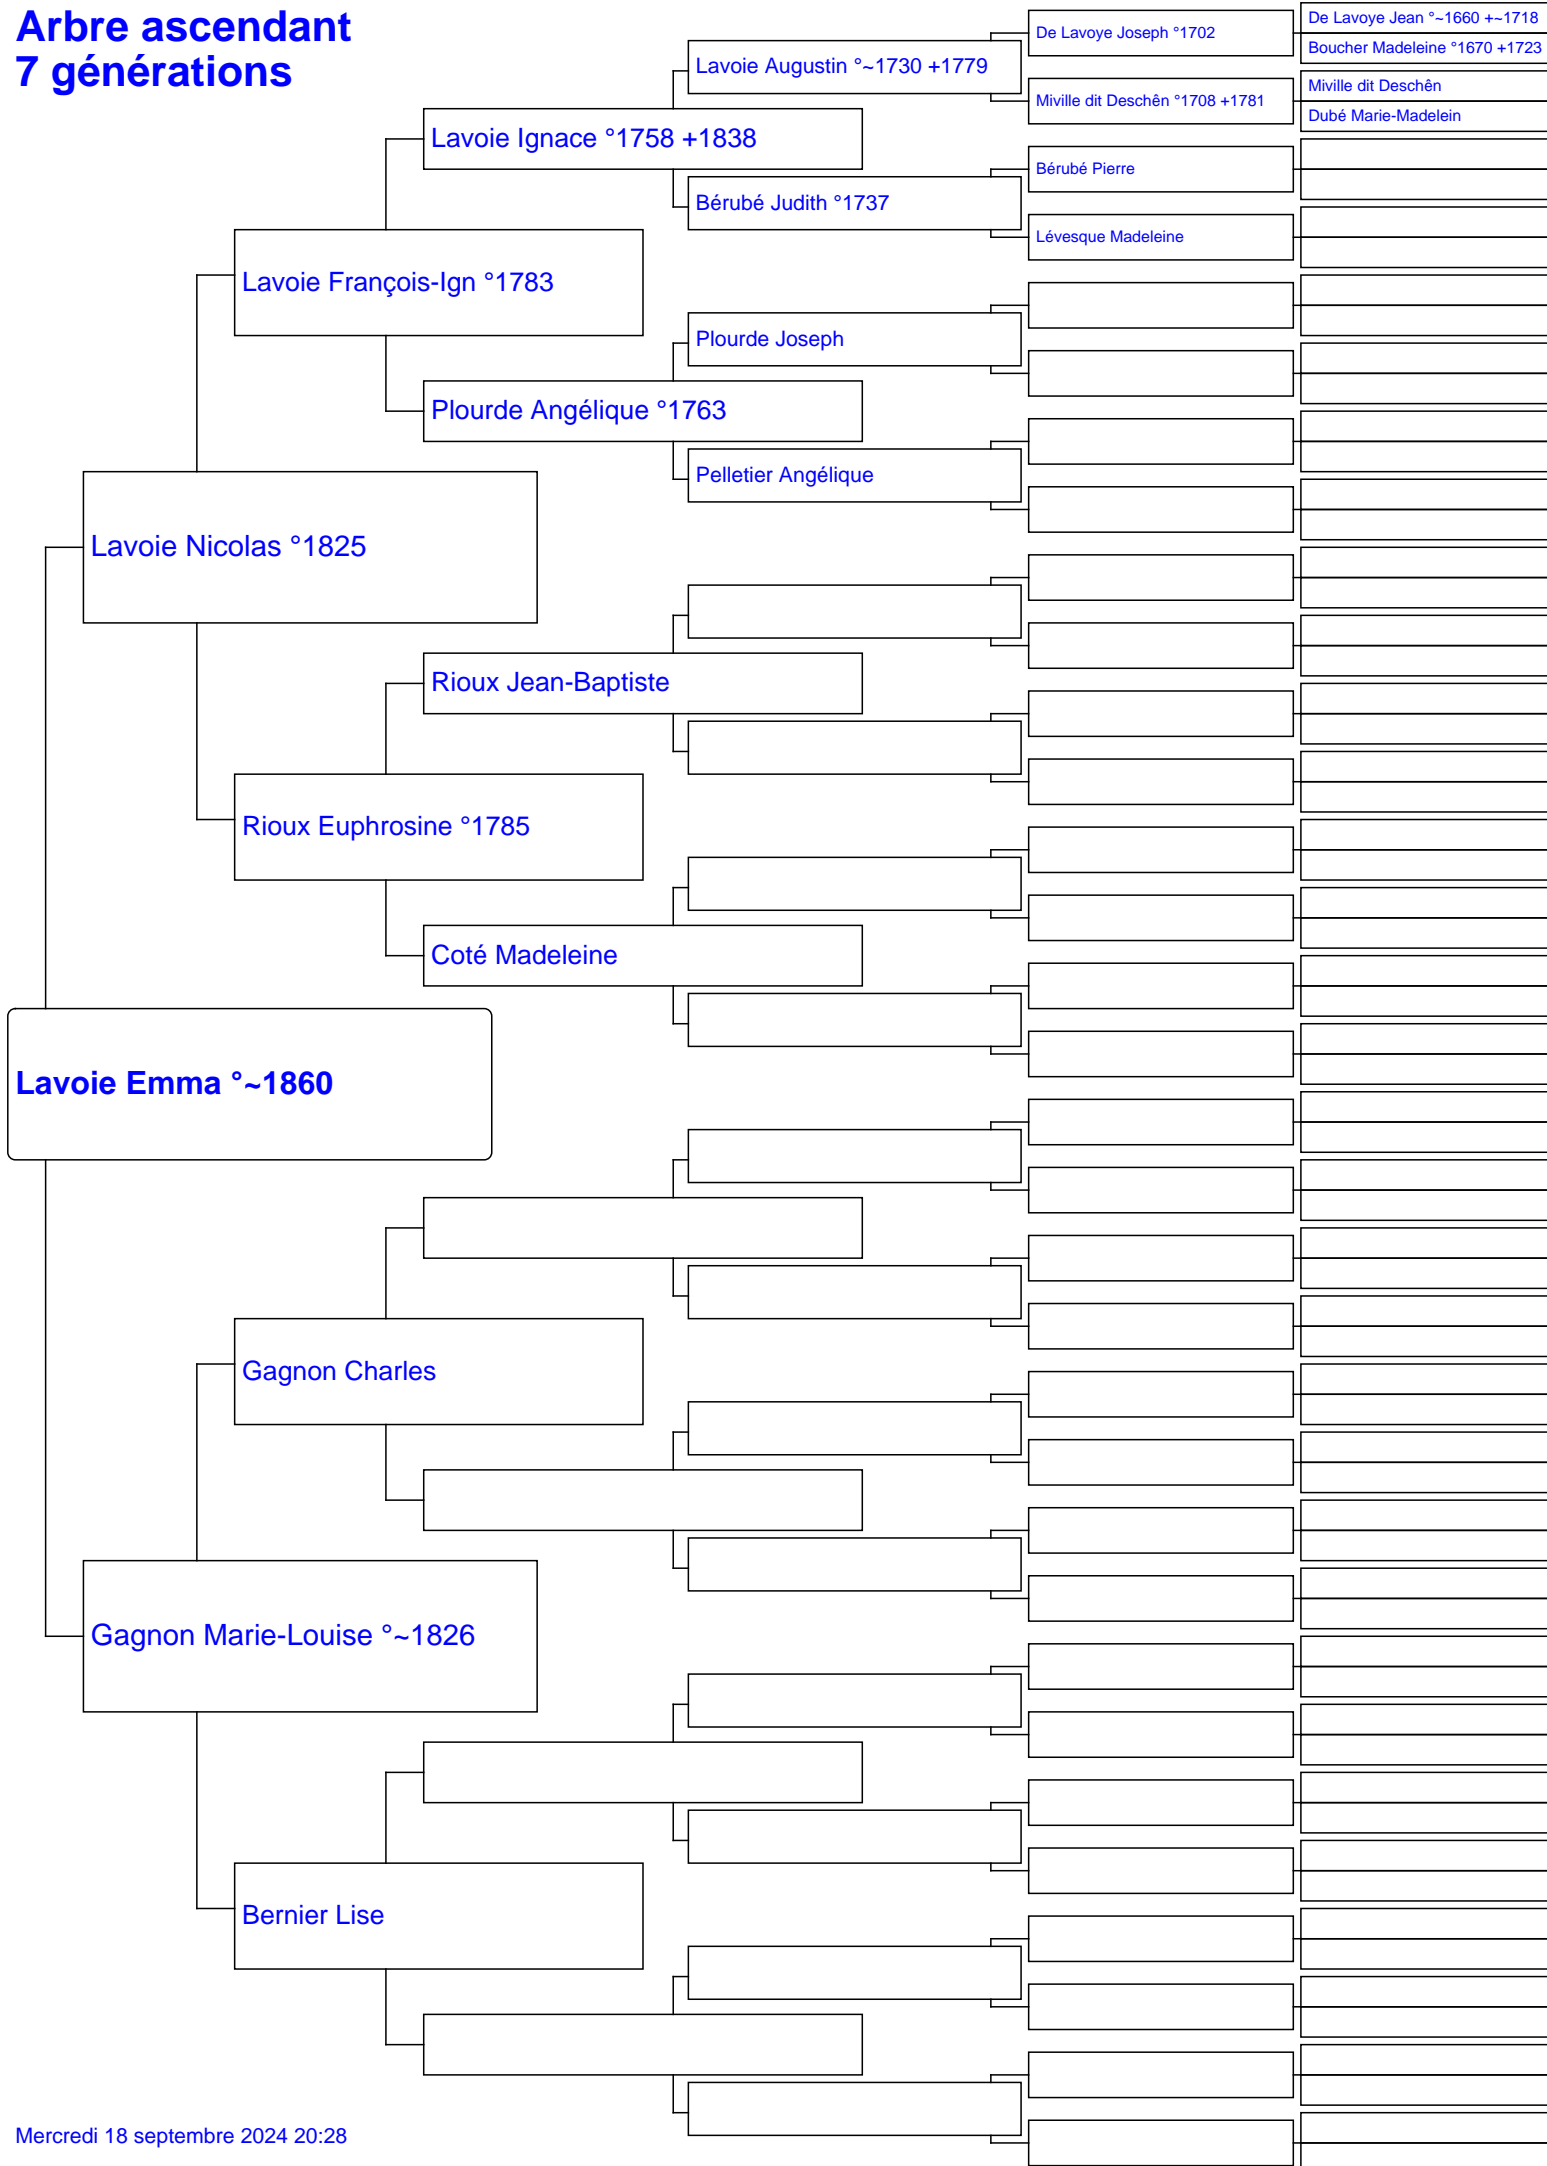 Arbre ascendant
7 générations
De Lavoye Jean °~1660 +~1718
De Lavoye Joseph °1702
Boucher Madeleine °1670 +1723
Lavoie Augustin °~1730 +1779
Miville dit Deschên
Miville dit Deschên °1708 +1781
Dubé Marie-Madelein
Lavoie Ignace °1758 +1838
Bérubé Pierre
Bérubé Judith °1737
Lévesque Madeleine
Lavoie François-Ign °1783
Plourde Joseph
Plourde Angélique °1763
Pelletier Angélique
Lavoie Nicolas °1825
Rioux Jean-Baptiste
Rioux Euphrosine °1785
Coté Madeleine
Lavoie Emma °~1860
Gagnon Charles
Gagnon Marie-Louise °~1826
Bernier Lise
Mercredi 18 septembre 2024 20:28